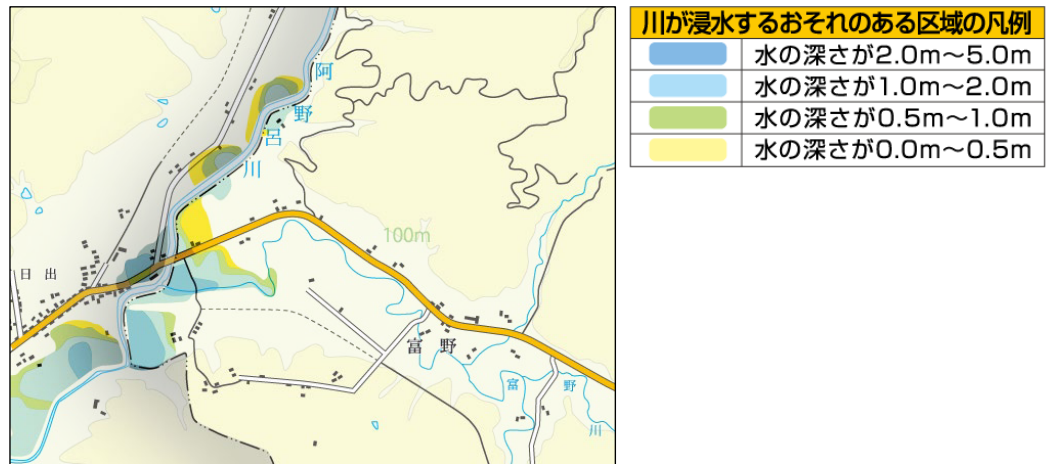 阿野呂川
100m
日出
富野
富野川
川が浸水するおそれのある区域の凡例
水の深さが2.0m〜5.0m
水の深さが1.0m〜2.0m
水の深さが0.5m〜1.0m
水の深さが0.0m〜0.5m